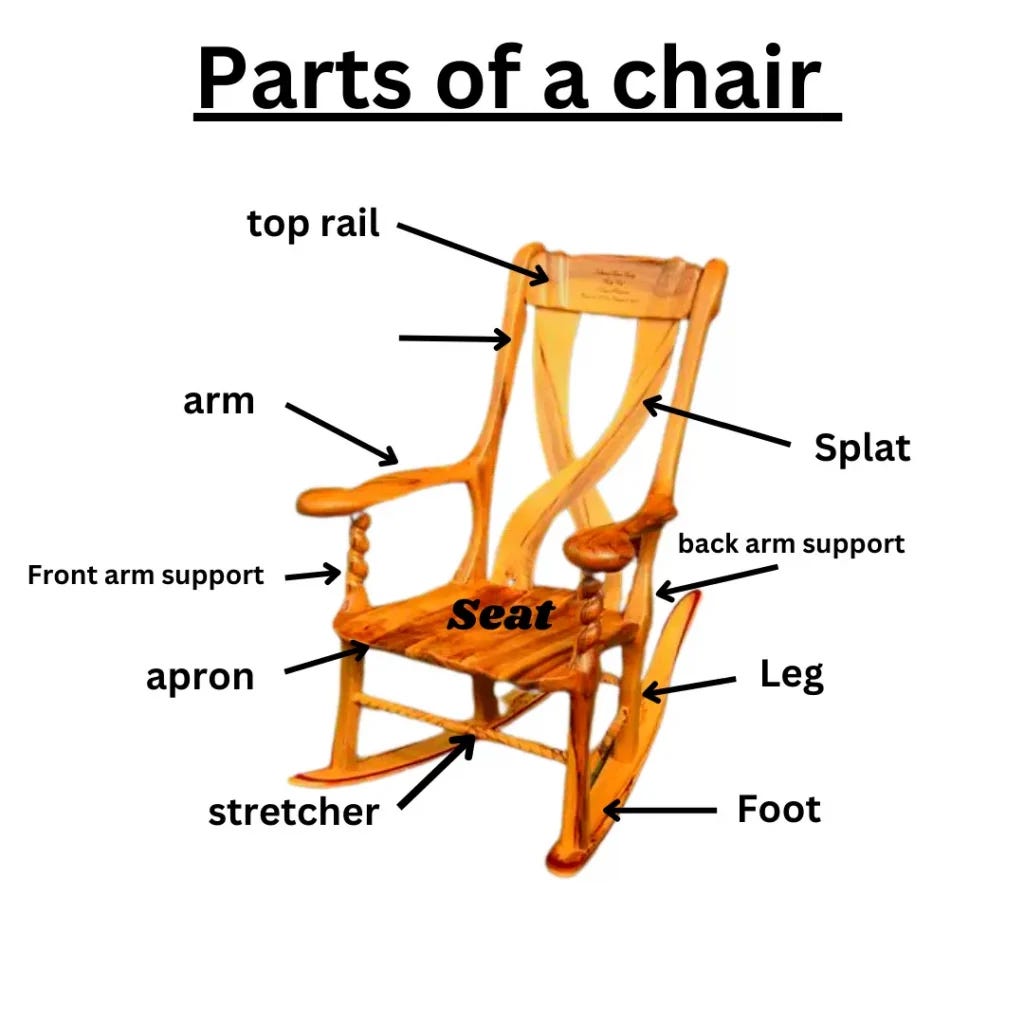 Parts of a chair
top rail
arm
Splat
back arm support
Front arm support
Seat
apron
Leg
stretcher
Foot